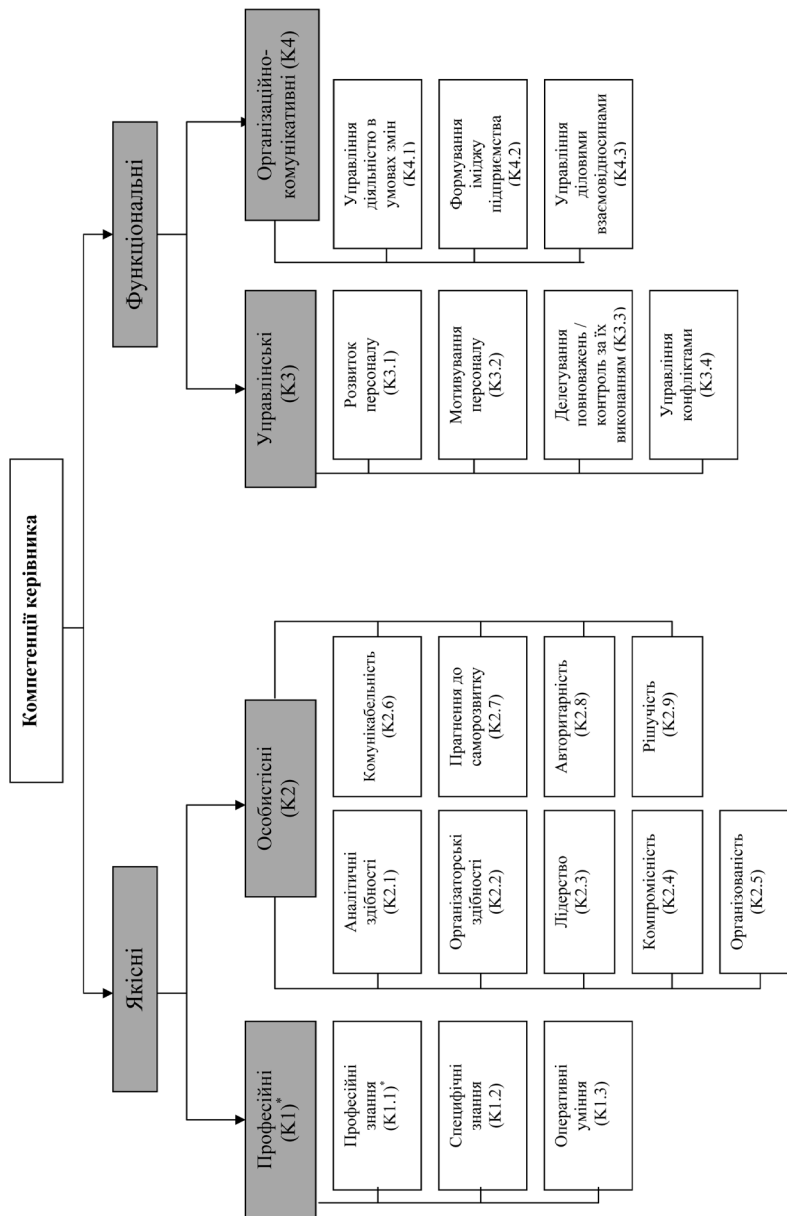 Компетенції керівника
Якісні
Функціональні
Професійні
(К1)*
Особистісні
(К2)
Управлінські
(К3)
Організаційно-
комунікативні (К4)
Професійні
знання
(К1.1)*
Специфічні
знання
(К1.2)
Оперативні
уміння
(К1.3)
Аналітичні
здібності
(К2.1)
Організаторські
здібності
(К2.2)
Лідерство
(К2.3)
Компромісність
(К2.4)
Організованість
(К2.5)
Комунікабельність
(К2.6)
Прагнення до
саморозвитку
(К2.7)
Авторитарність
(К2.8)
Рішучість
(К2.9)
Розвиток
персоналу
(К3.1)
Мотивування
персоналу
(К3.2)
Делегування
повноважень /
контроль за їх
виконанням (К3.3)
Управління
конфліктами
(К3.4)
Управління
діяльністю в
умовах змін
(К4.1)
Формування
іміджу
підприємства
(К4.2)
Управління
діловими
взаємовідносинами
(К4.3)